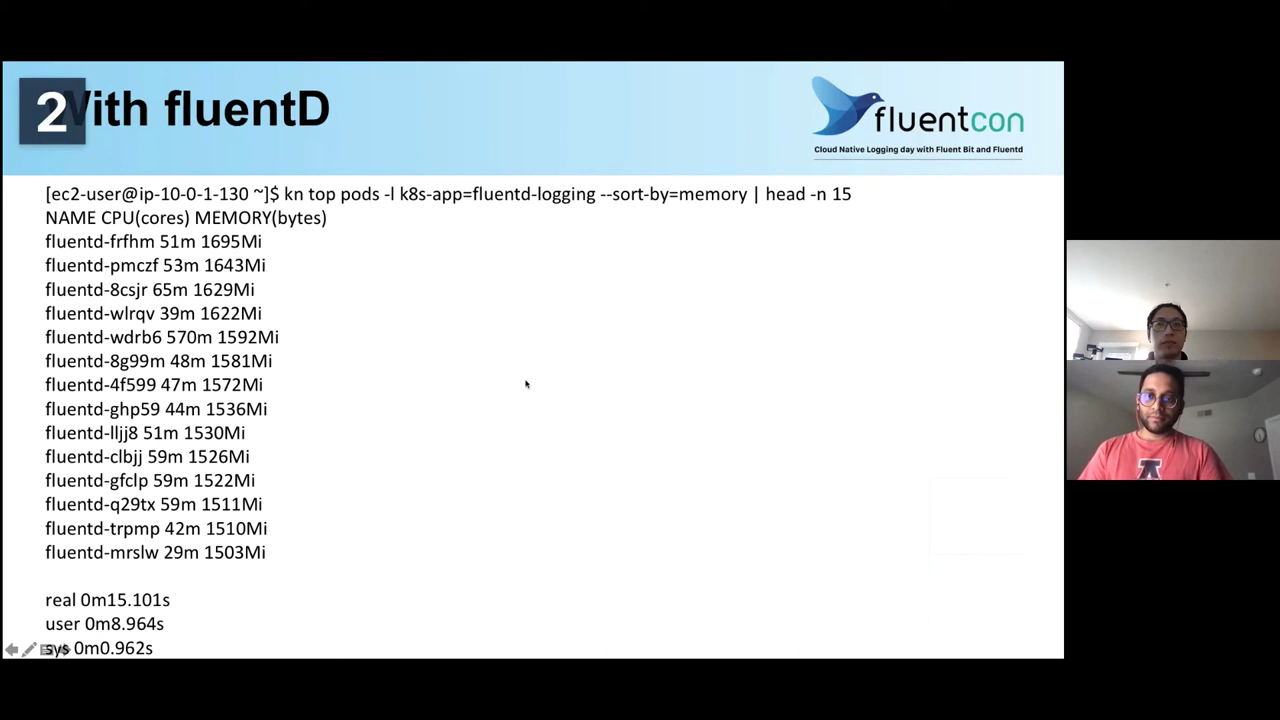 2
With fluentD
fluentcon
Cloud Native Logging day with Fluent Bit and Fluentd
[ec2-user@ip-10-0-1-130 ~]$ kn top pods -l k8s-app=fluentd-logging --sort-by=memory | head -n 15
NAME CPU(cores) MEMORY(bytes)
fluentd-frfhm 51m 1695Mi
fluentd-pmczf 53m 1643Mi
fluentd-8csjr 65m 1629Mi
fluentd-wlrqv 39m 1622Mi
fluentd-wdrb6 570m 1592Mi
fluentd-8g99m 48m 1581Mi
fluentd-4f599 47m 1572Mi
fluentd-ghp59 44m 1536Mi
fluentd-lljj8 51m 1530Mi
fluentd-clbjj 59m 1526Mi
fluentd-gfclp 59m 1522Mi
fluentd-q29tx 59m 1511Mi
fluentd-trpmp 42m 1510Mi
fluentd-mrslw 29m 1503Mi
real 0m15.101s
user 0m8.964s
sys 0m0.962s